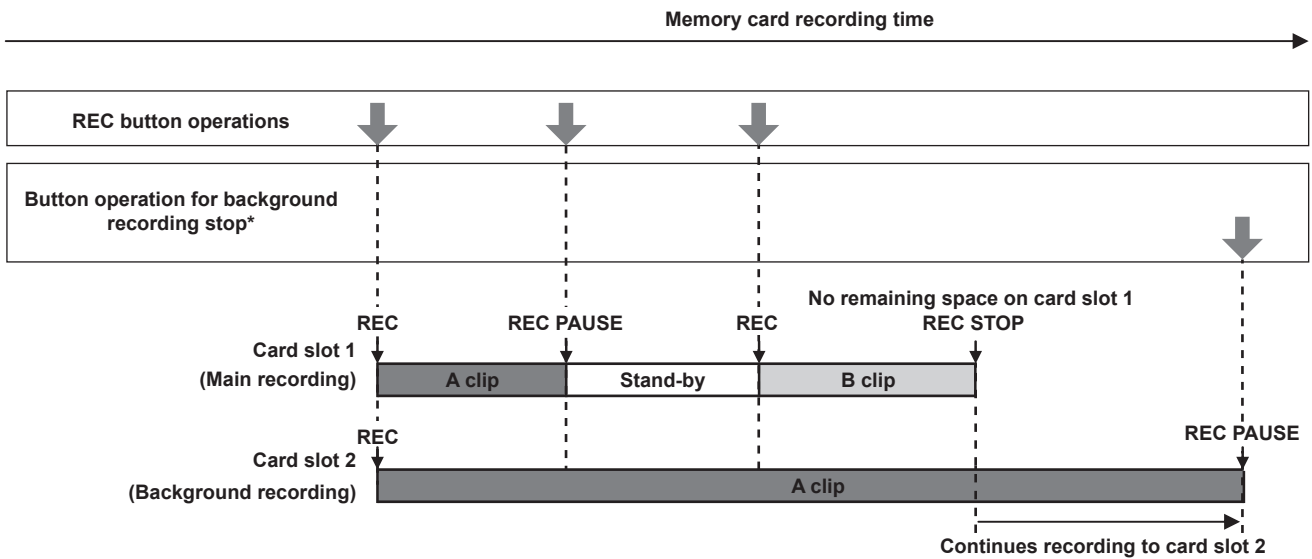 Memory card recording time
REC button operations
Button operation for background
recording stop*
No remaining space on card slot 1
REC
REC PAUSE
REC
REC STOP
Card slot 1
(Main recording)
A clip
Stand-by
B clip
REC
REC PAUSE
Card slot 2
(Background recording)
A clip
Continues recording to card slot 2